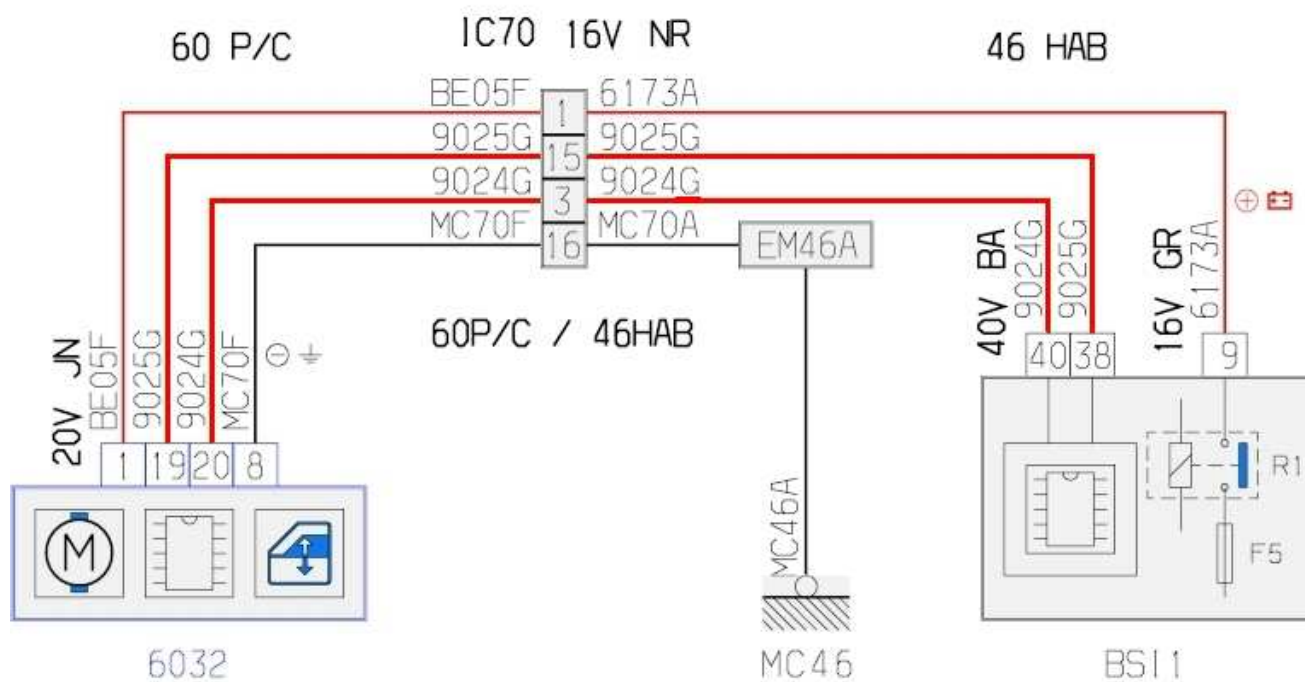 60 P/C
IC70 16V NR
46 HAB
BE05F 1 6173A
9025G 15 9025G
9024G 3 9024G
MC70F 16 MC70A
EM46A
60P/C / 46HAB
20V JN
BE05F
9025G
9024G
MC70F
40V BA
9024G
9025G
16V GR
6173A
40 38 9
1 19 20 8
R1
F5
M
MC46A
6032
MC46
BSI1